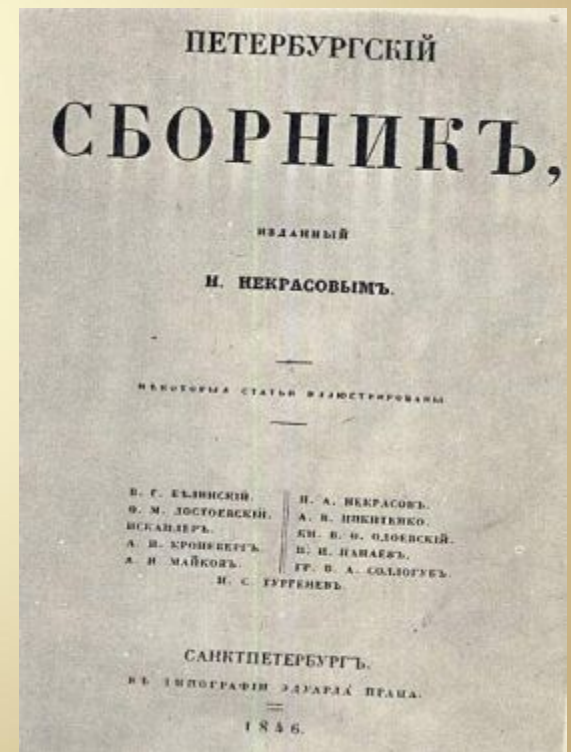 ПЕТЕРБУРГСКІЙ
СБОРНИКЪ,
ИЗДАННЫЙ
Н. НЕКРАСОВЫМЪ.
НѢКОТОРЫЯ СТАТЬИ ИЛЛЮСТРИРОВАНЫ
В. Г. БѢЛИНСКІЙ.
Ѳ. М. ДОСТОЕВСКІЙ.
ИСКАНДЕРЪ.
А. И. КРОНЕБЕРГЪ.
А. Н. МАЙКОВЪ.
Н. А. НЕКРАСОВЪ.
А. В. НИКИТЕНКО.
КН. В. Ѳ. ОДОЕВСКІЙ.
И. И. ПАНАЕВЪ.
ГР. В. А. СОЛЛОГУБЪ.
И. С. ТУРГЕНЕВЪ.
САНКТПЕТЕРБУРГЪ.
ВЪ ТИПОГРАФІИ ЭДУАРДА ПРАЦА.
1846.